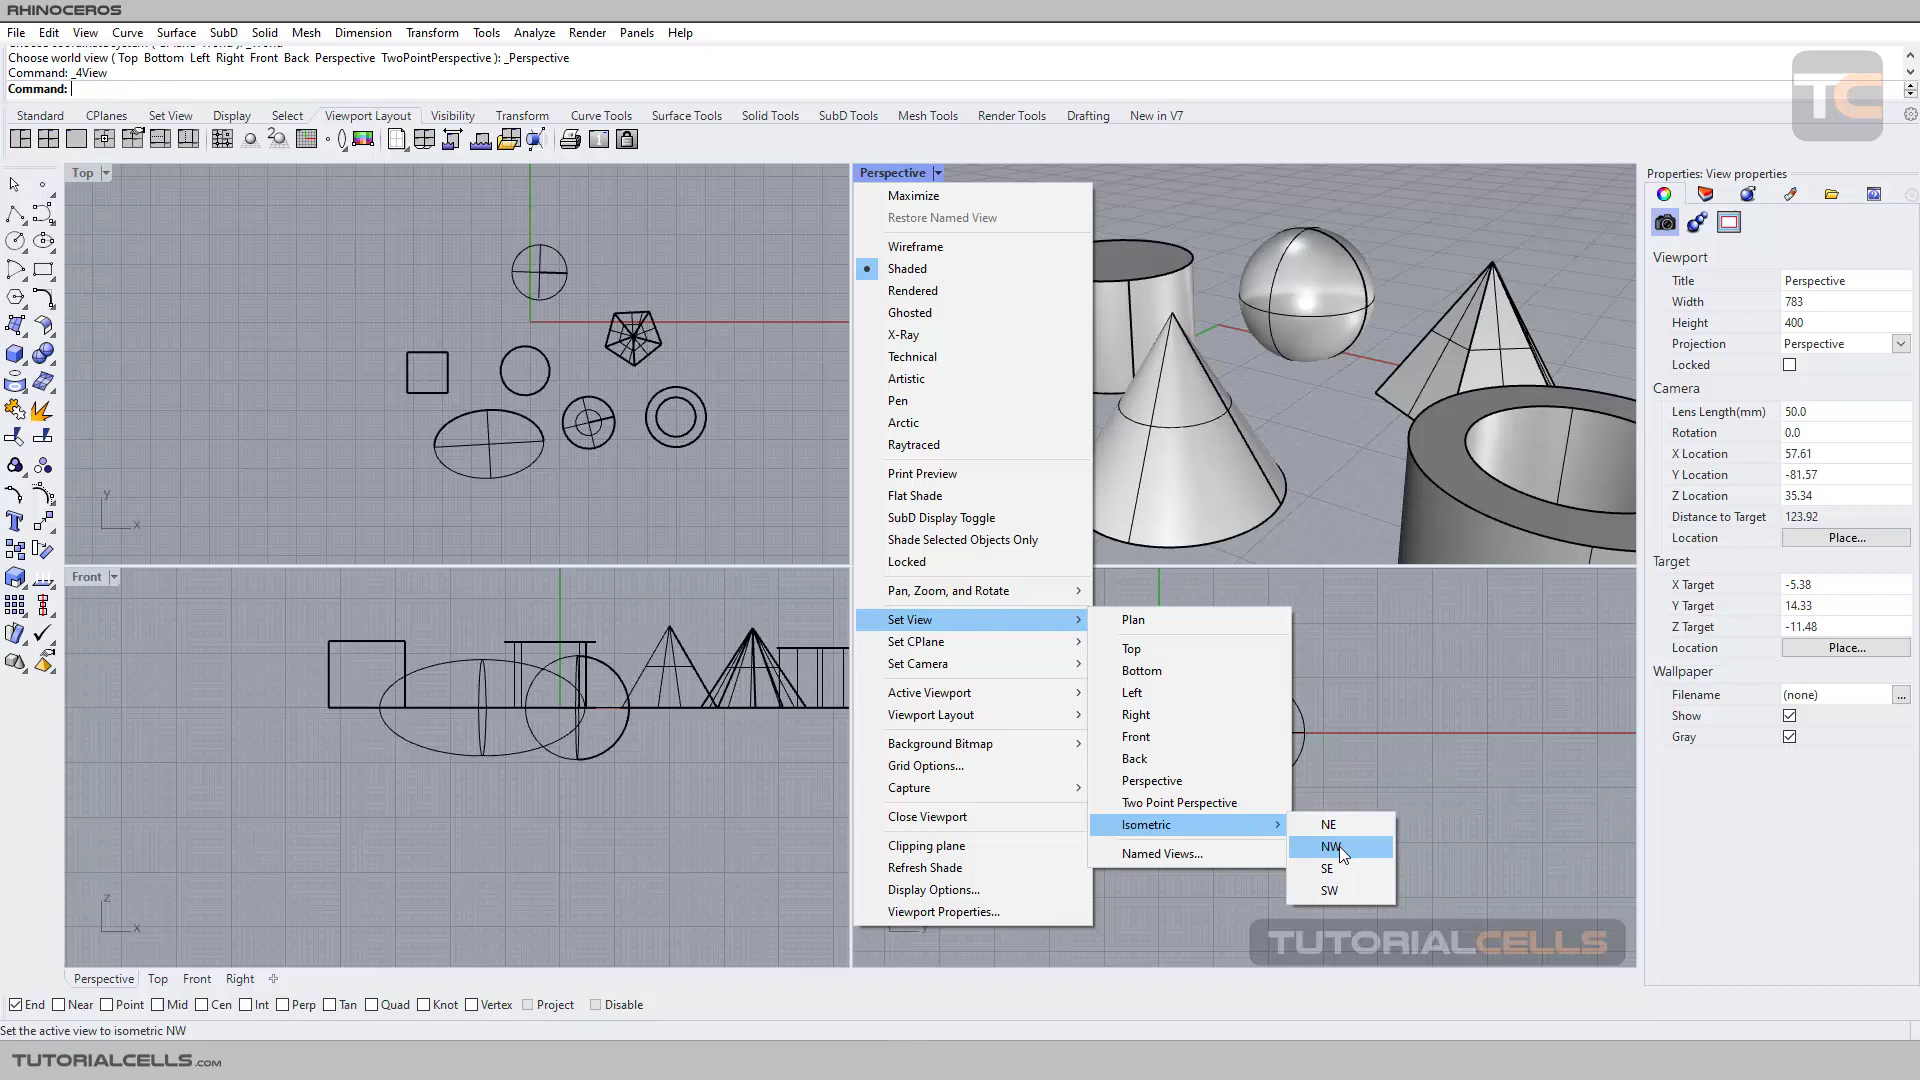 RHINOCEROS
File Edit View Curve Surface SubD Solid Mesh Dimension Transform Tools Analyze Render Panels Help
Choose world view ( Top Bottom Left Right Front Back Perspective TwoPointPerspective ): _Perspective
Command: _4View
Command:
TC
Standard CPlanes Set View Display Select Viewport Layout Visibility Transform Curve Tools Surface Tools Solid Tools SubD Tools Mesh Tools Render Tools Drafting New in V7
Top
Perspective
Maximize
Restore Named View
Wireframe
Shaded
Rendered
Ghosted
X-Ray
Technical
Artistic
Pen
Arctic
Raytraced
Print Preview
Flat Shade
SubD Display Toggle
Shade Selected Objects Only
Locked
Pan, Zoom, and Rotate
Set View
Set CPlane
Set Camera
Active Viewport
Viewport Layout
Background Bitmap
Grid Options...
Capture
Close Viewport
Clipping plane
Refresh Shade
Display Options...
Viewport Properties...
Plan
Top
Bottom
Left
Right
Front
Back
Perspective
Two Point Perspective
Isometric
Named Views...
NE
NW
SE
SW
Properties: View properties
Viewport
Title Perspective
Width 783
Height 400
Projection Perspective
Locked
Camera
Lens Length(mm) 50.0
Rotation 0.0
X Location 57.61
Y Location -81.57
Z Location 35.34
Distance to Target 123.92
Location Place...
Target
X Target -5.38
Y Target 14.33
Z Target -11.48
Location Place...
Wallpaper
Filename (none) ...
Show
Gray
y
x
Front
z
x
y
TUTORIALCELLS
Perspective Top Front Right
End Near Point Mid Cen Int Perp Tan Quad Knot Vertex Project Disable
Set the active view to isometric NW
TUTORIALCELLS.COM